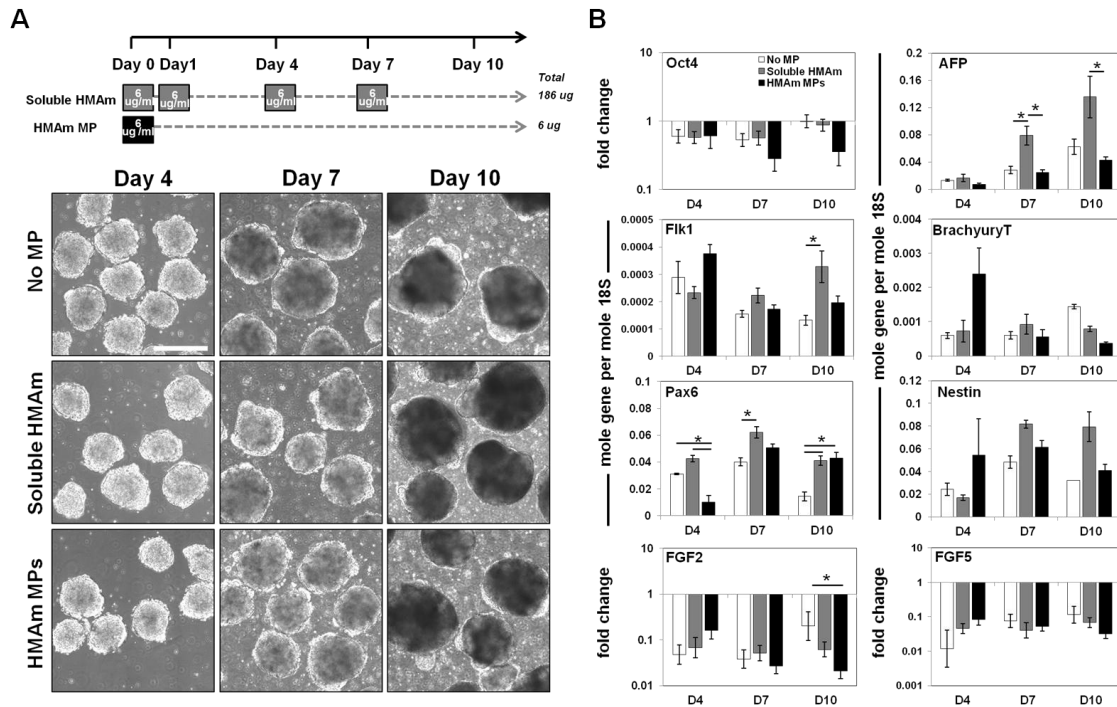 A
Day 0 Day1 Day 4 Day 7 Day 10
Total
Soluble HMAm 6 ug/ml 6 ug/ml 6 ug/ml 6 ug/ml 186 ug
HMAm MP 6 ug/ml 6 ug
Day 4 Day 7 Day 10
No MP
Soluble HMAm
HMAm MPs
B
Oct4
No MP
Soluble HMAm
HMAm MPs
fold change
10
1
0.1
D4 D7 D10
AFP
0.2
0.16
0.12
0.08
0.04
0
* * *
D4 D7 D10
mole gene per mole 18S
Flk1
0.0005
0.0004
0.0003
0.0002
0.0001
0
*
D4 D7 D10
mole gene per mole 18S
BrachyuryT
0.004
0.003
0.002
0.001
0
D4 D7 D10
Pax6
0.1
0.08
0.06
0.04
0.02
0
* * *
D4 D7 D10
Nestin
0.12
0.1
0.08
0.06
0.04
0.02
0
D4 D7 D10
FGF2
fold change
10
1
0.1
0.01
*
D4 D7 D10
FGF5
fold change
10
1
0.1
0.01
0.001
D4 D7 D10